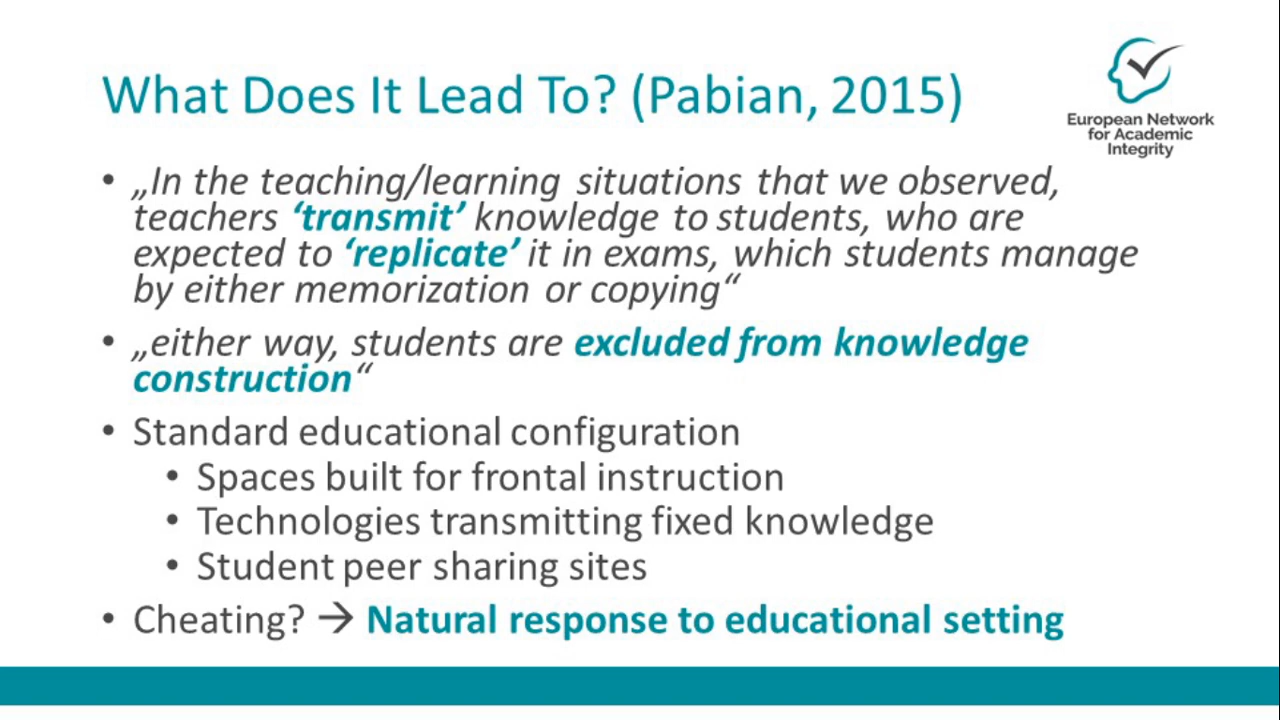 What Does It Lead To? (Pabian, 2015)
European Network
for Academic
Integrity
• „In the teaching/learning situations that we observed,
teachers ‘transmit’ knowledge to students, who are
expected to ‘replicate’ it in exams, which students manage
by either memorization or copying“
• „either way, students are excluded from knowledge
construction“
• Standard educational configuration
• Spaces built for frontal instruction
• Technologies transmitting fixed knowledge
• Student peer sharing sites
• Cheating? → Natural response to educational setting